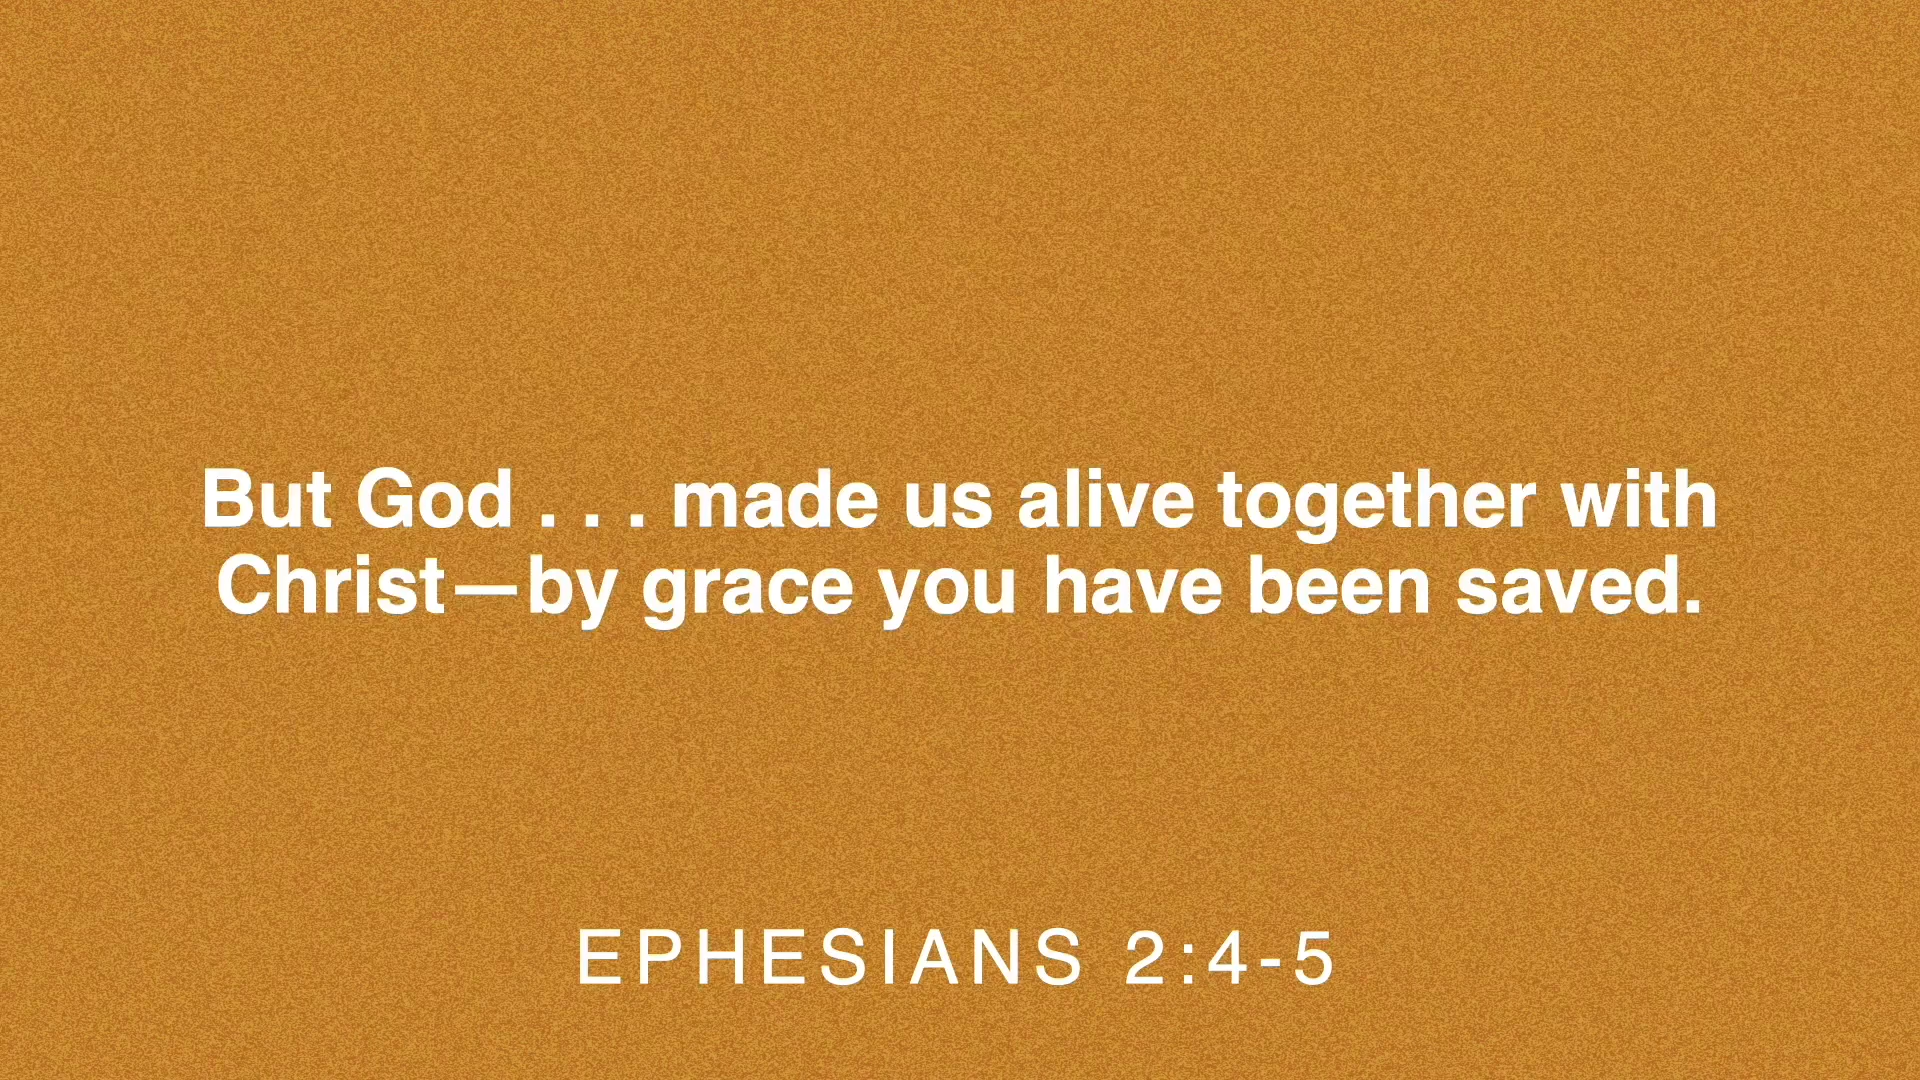 But God . . . made us alive together with
Christ—by grace you have been saved.
EPHESIANS 2:4-5